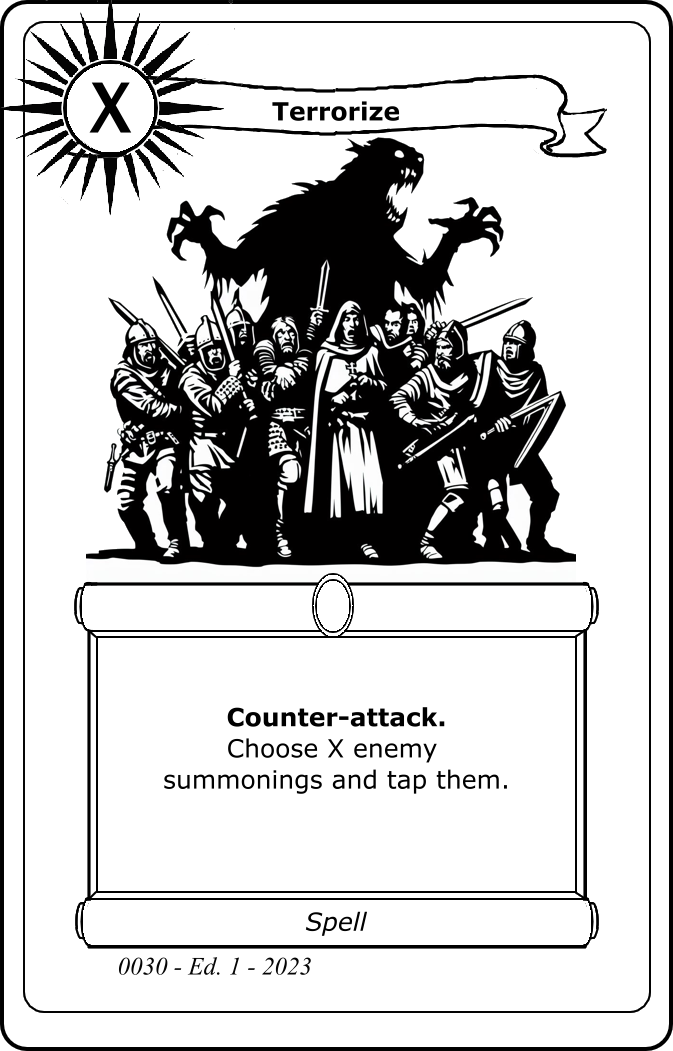 X
Terrorize
Counter-attack.
Choose X enemy
summonings and tap them.
Spell
0030 - Ed. 1 - 2023